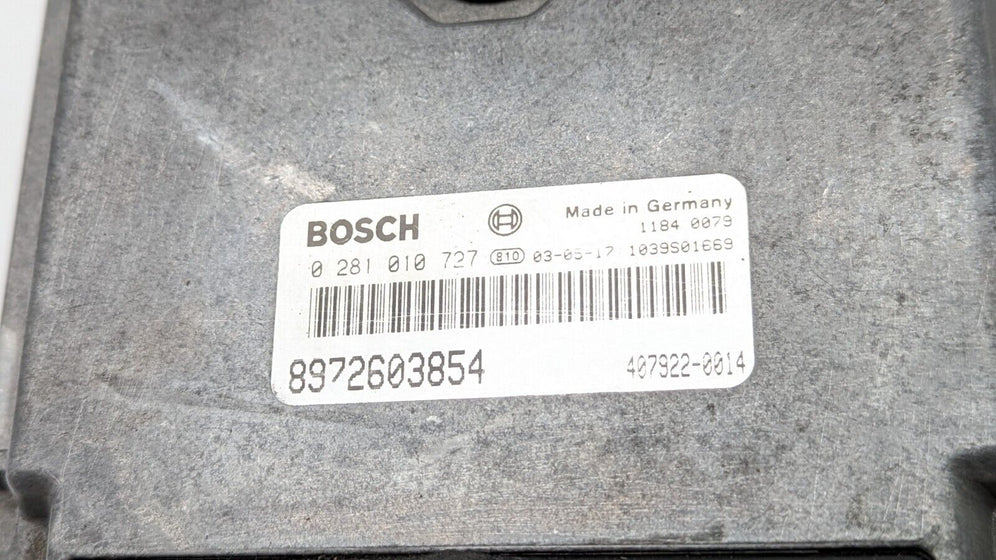 BOSCH Made in Germany
1184 0079
0 281 010 727 810 03-05-17 1039S01669
8972603854 407922-0014